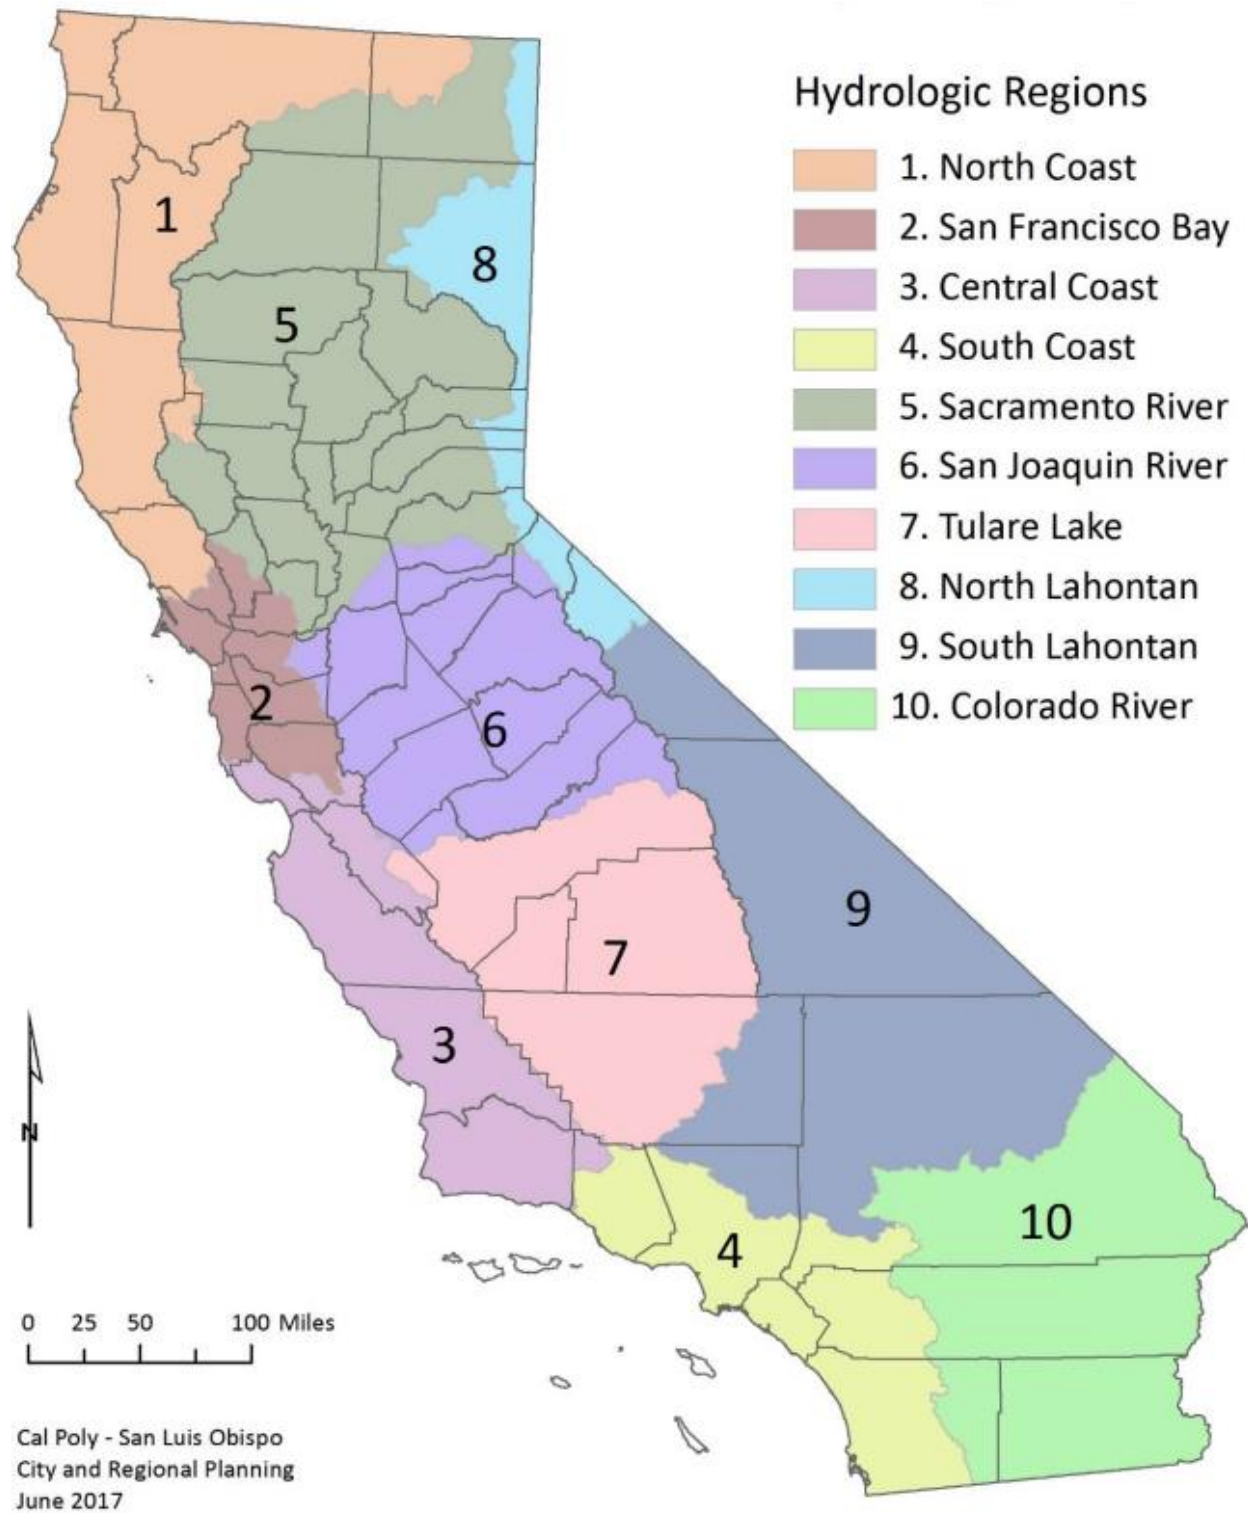 Hydrologic Regions
1. North Coast
2. San Francisco Bay
3. Central Coast
4. South Coast
5. Sacramento River
6. San Joaquin River
7. Tulare Lake
8. North Lahontan
9. South Lahontan
10. Colorado River
1
8
5
2
6
9
7
3
10
4
N
0 25 50 100 Miles
Cal Poly - San Luis Obispo
City and Regional Planning
June 2017